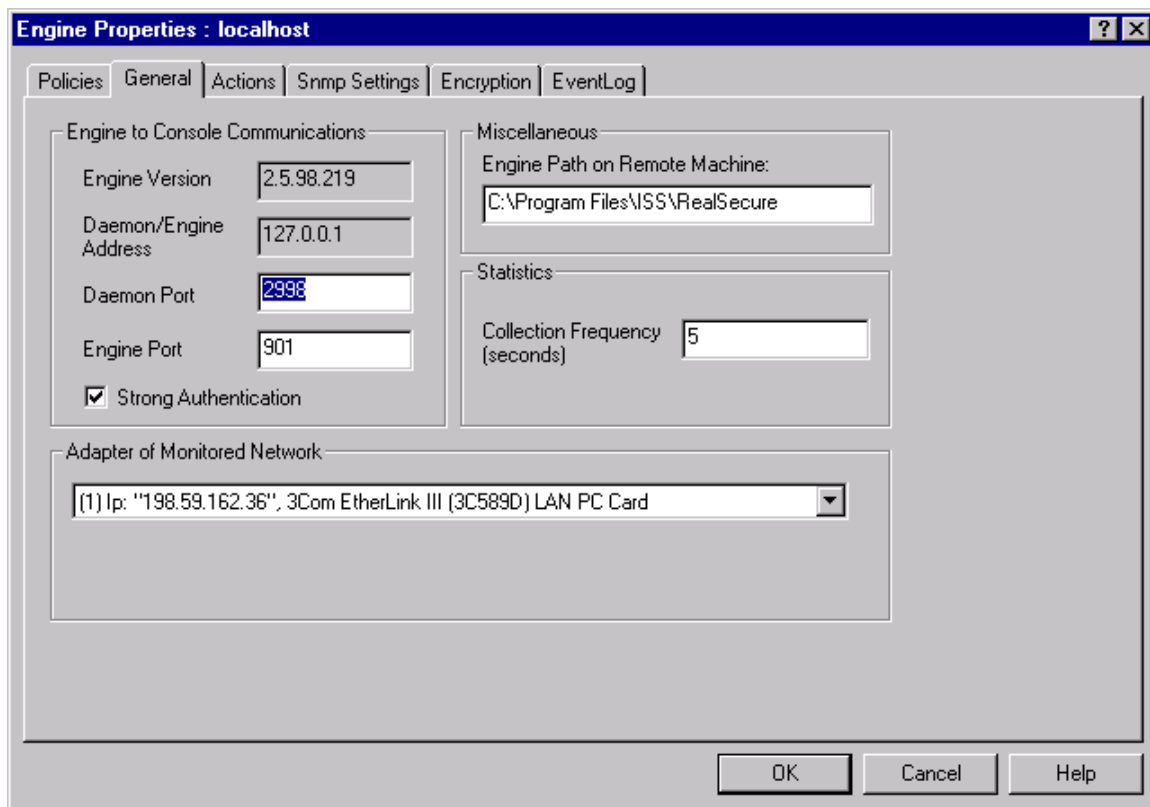 Engine Properties : localhost
Policies General Actions Snmp Settings Encryption EventLog
Engine to Console Communications
Engine Version 2.5.98.219
Daemon/Engine
Address
127.0.0.1
Daemon Port 2998
Engine Port 901
Strong Authentication
Miscellaneous
Engine Path on Remote Machine:
C:\Program Files\ISS\RealSecure
Statistics
Collection Frequency
(seconds)
5
Adapter of Monitored Network
(1) Ip: "198.59.162.36", 3Com EtherLink III (3C589D) LAN PC Card
OK Cancel Help